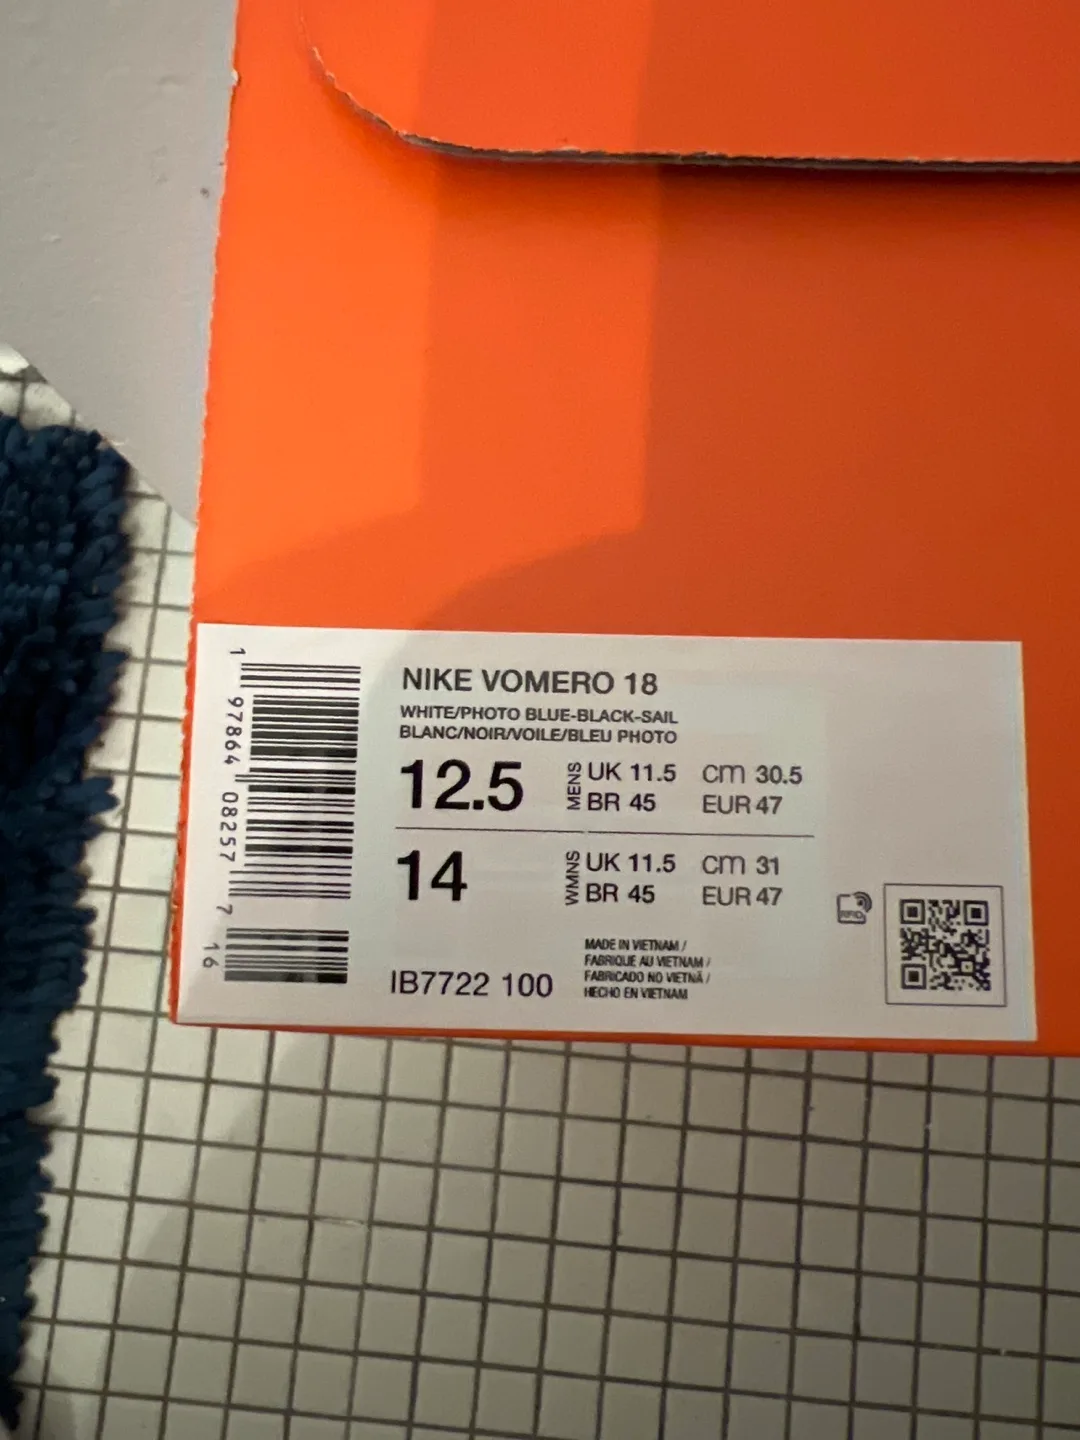 NIKE VOMERO 18
WHITE/PHOTO BLUE-BLACK-SAIL
BLANC/NOIR/VOILE/BLEU PHOTO
12.5 MENS UK 11.5 cm 30.5
BR 45 EUR 47
14 WMNS UK 11.5 cm 31
BR 45 EUR 47
MADE IN VIETNAM /
FABRIQUE AU VIETNAM /
FABRICADO NO VIETNÃ /
HECHO EN VIETNAM
IB7722 100
RFID
1 97864 08257 7 16